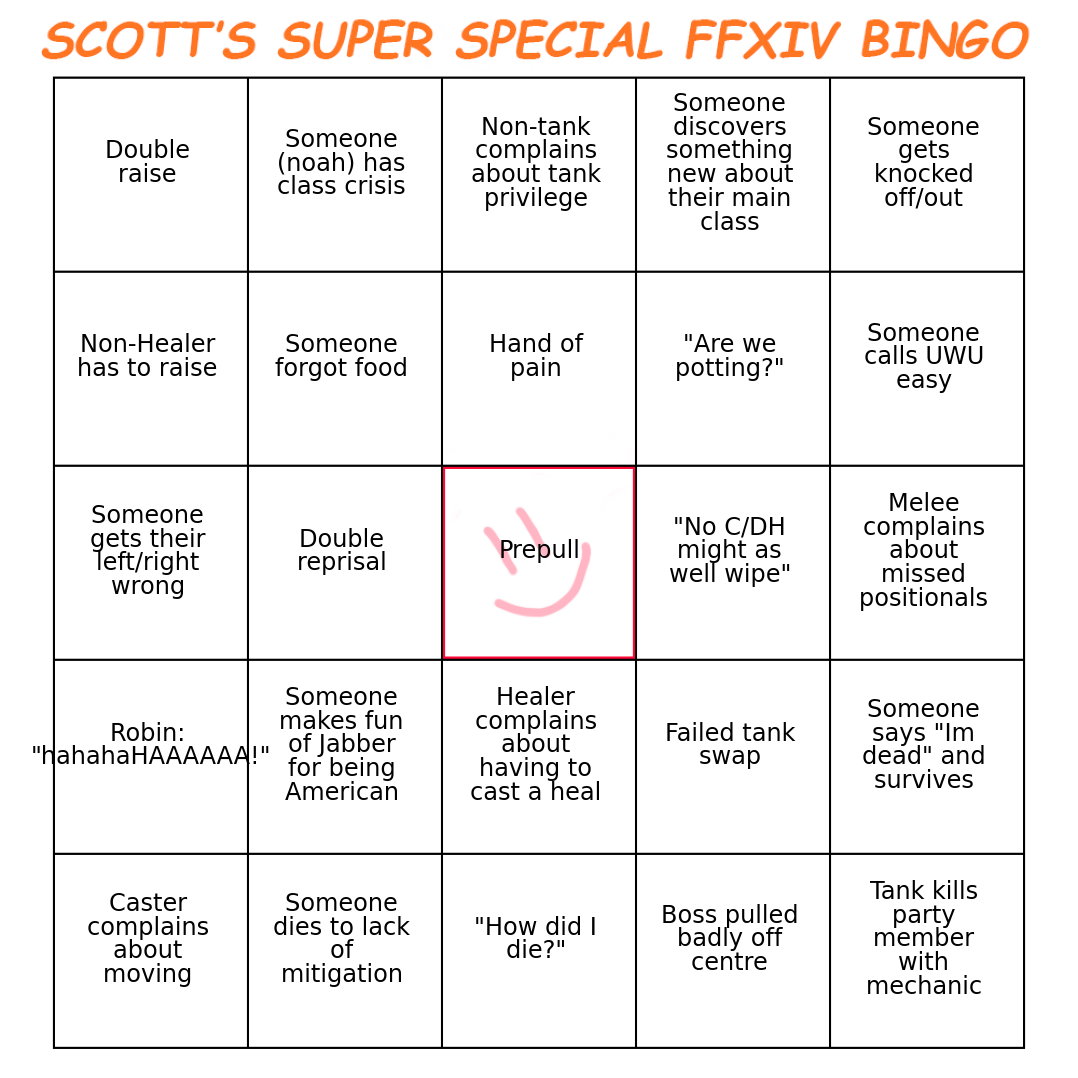 SCOTT'S SUPER SPECIAL FFXIV BINGO
Double
raise
Someone
(noah) has
class crisis
Non-tank
complains
about tank
privilege
Someone
discovers
something
new about
their main
class
Someone
gets
knocked
off/out
Non-Healer
has to raise
Someone
forgot food
Hand of
pain
"Are we
potting?"
Someone
calls UWU
easy
Someone
gets their
left/right
wrong
Double
reprisal
Prepull
"No C/DH
might as
well wipe"
Melee
complains
about
missed
positionals
Robin:
"hahahaHAAAAAA!"
Someone
makes fun
of Jabber
for being
American
Healer
complains
about
having to
cast a heal
Failed tank
swap
Someone
says "Im
dead" and
survives
Caster
complains
about
moving
Someone
dies to lack
of
mitigation
"How did I
die?"
Boss pulled
badly off
centre
Tank kills
party
member
with
mechanic